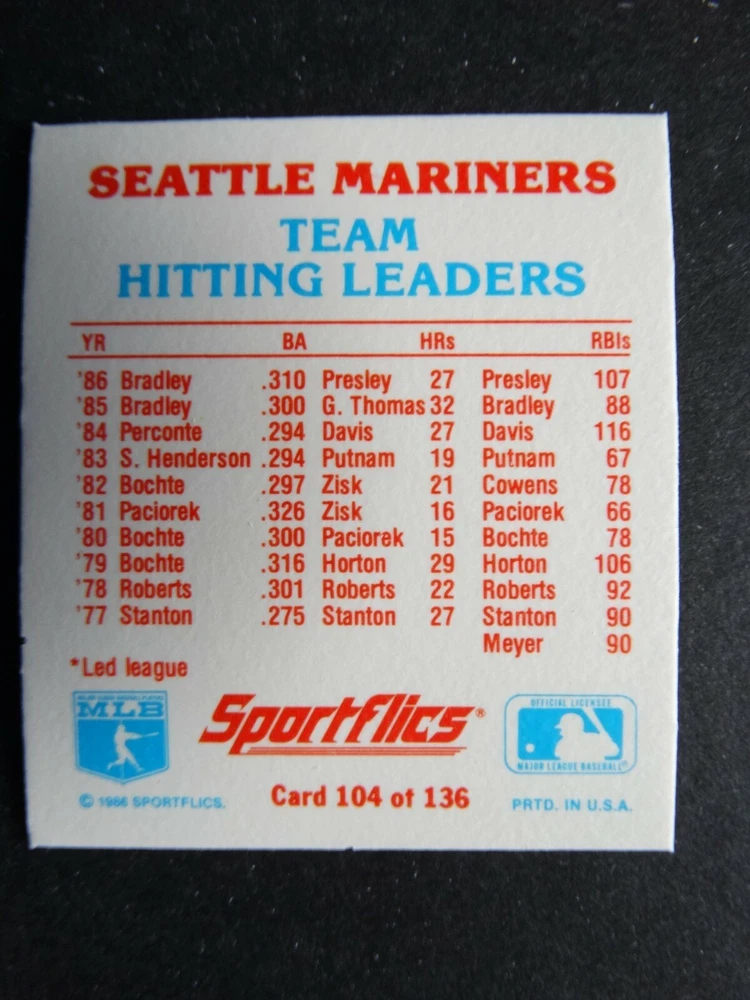 SEATTLE MARINERS
TEAM
HITTING LEADERS
YR BA HRs RBIs
'86 Bradley .310 Presley 27 Presley 107
'85 Bradley .300 G. Thomas 32 Bradley 88
'84 Perconte .294 Davis 27 Davis 116
'83 S. Henderson .294 Putnam 19 Putnam 67
'82 Bochte .297 Zisk 21 Cowens 78
'81 Paciorek .326 Zisk 16 Paciorek 66
'80 Bochte .300 Paciorek 15 Bochte 78
'79 Bochte .316 Horton 29 Horton 106
'78 Roberts .301 Roberts 22 Roberts 92
'77 Stanton .275 Stanton 27 Stanton 90
Meyer 90
*Led league
MAJOR LEAGUE BASEBALL PLAYERS
MLB
Sportflics®
OFFICIAL LICENSEE
MAJOR LEAGUE BASEBALL®
© 1986 SPORTFLICS.
Card 104 of 136
PRTD. IN U.S.A.